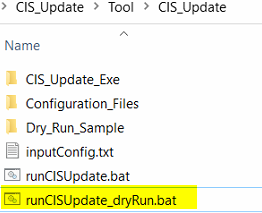 CIS_Update > Tool > CIS_Update
Name
CIS_Update_Exe
Configuration_Files
Dry_Run_Sample
inputConfig.txt
runCISUpdate.bat
runCISUpdate_dryRun.bat